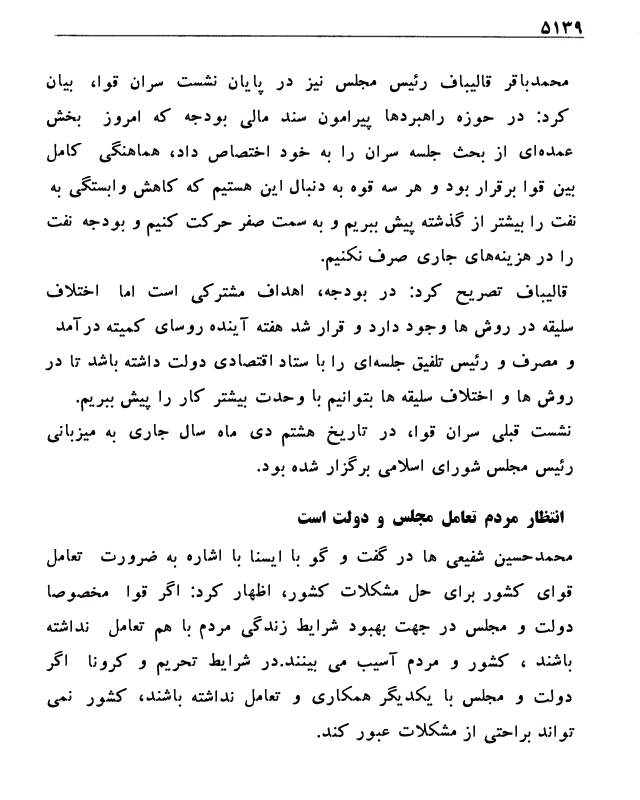 ۵۱۳۹
محمدباقر قالیباف رئیس مجلس نیز در پایان نشست سران قوا، بیان
کرد: در حوزه راهبردها پیرامون سند مالی بودجه که امروز بخش
عمده‌ای از بحث جلسه سران را به خود اختصاص داد، هماهنگی کامل
بین قوا برقرار بود و هر سه قوه به دنبال این هستیم که کاهش وابستگی به
نفت را بیشتر از گذشته پیش ببریم و به سمت صفر حرکت کنیم و بودجه نفت
را در هزینه‌های جاری صرف نکنیم.
قالیباف تصریح کرد: در بودجه، اهداف مشترکی است اما اختلاف
سلیقه در روش ها وجود دارد و قرار شد هفته آینده روسای کمیته درآمد
و مصرف و رئیس تلفیق جلسه‌ای را با ستاد اقتصادی دولت داشته باشد تا در
روش ها و اختلاف سلیقه ها بتوانیم با وحدت بیشتر کار را پیش ببریم.
نشست قبلی سران قوا، در تاریخ هشتم دی ماه سال جاری به میزبانی
رئیس مجلس شورای اسلامی برگزار شده بود.
انتظار مردم تعامل مجلس و دولت است
محمدحسین شفیعی ها در گفت و گو با ایسنا با اشاره به ضرورت تعامل
قوای کشور برای حل مشکلات کشور، اظهار کرد: اگر قوا مخصوصا
دولت و مجلس در جهت بهبود شرایط زندگی مردم با هم تعامل نداشته
باشند ، کشور و مردم آسیب می بینند.در شرایط تحریم و کرونا اگر
دولت و مجلس با یکدیگر همکاری و تعامل نداشته باشند، کشور نمی
تواند براحتی از مشکلات عبور کند.